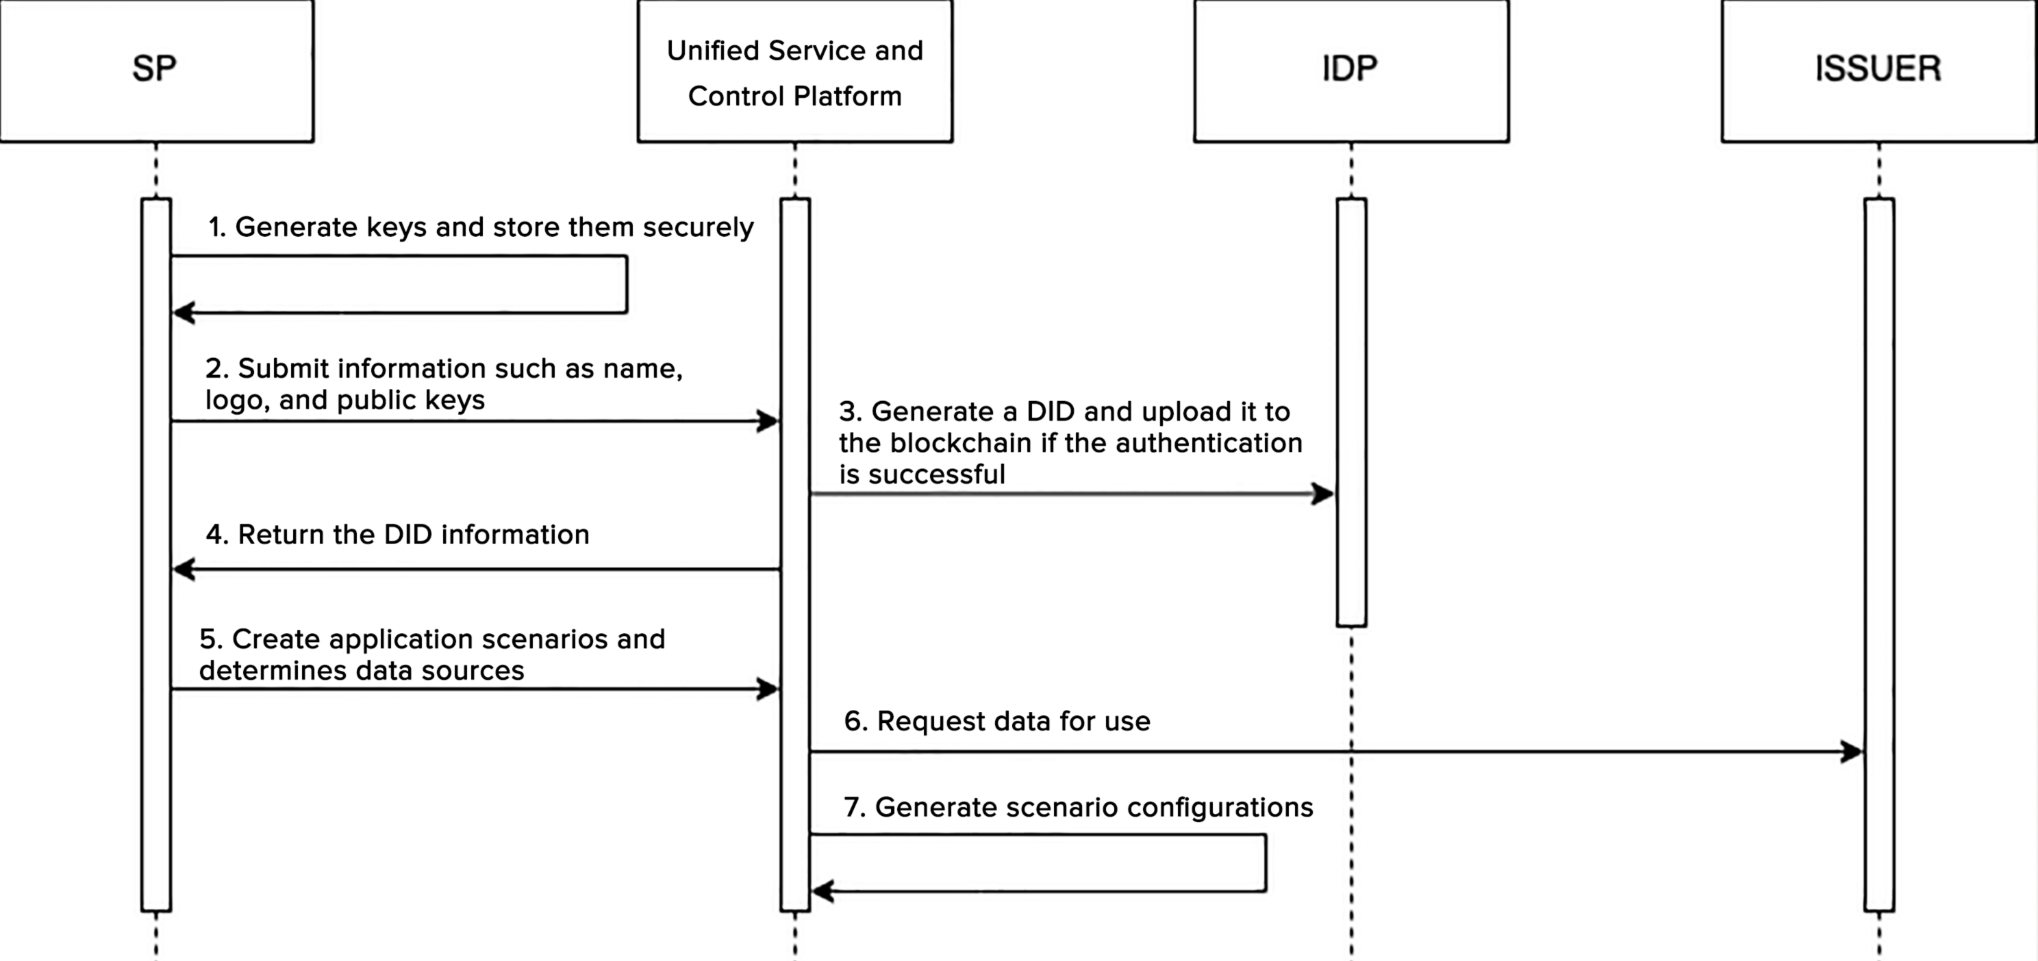 SP
Unified Service and
Control Platform
IDP
ISSUER
1. Generate keys and store them securely
2. Submit information such as name,
logo, and public keys
3. Generate a DID and upload it to
the blockchain if the authentication
is successful
4. Return the DID information
5. Create application scenarios and
determines data sources
6. Request data for use
7. Generate scenario configurations